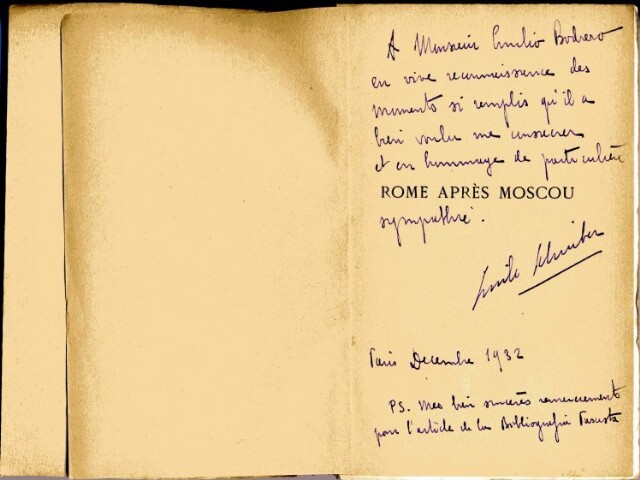 A Monsieur Emilio Bodrero
en vive reconnaissance des
moments si remplis qu'il a
bien voulu me consacrer
et en hommage de particulière
ROME APRÈS MOSCOU
sympathie.
Emile Schreiber
Paris Decembre 1932
PS. Mes bien sincères remerciements
pour l'article de la Bibliografia Fascista